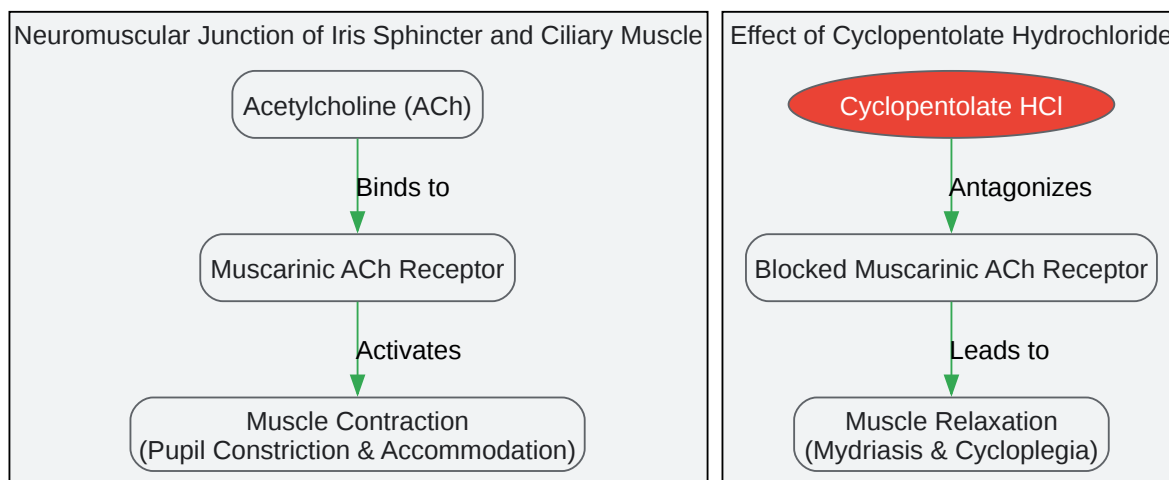 Neuromuscular Junction of Iris Sphincter and Ciliary Muscle
Acetylcholine (ACh)
Binds to
Muscarinic ACh Receptor
Activates
Muscle Contraction
(Pupil Constriction & Accommodation)
Effect of Cyclopentolate Hydrochloride
Cyclopentolate HCl
Antagonizes
Blocked Muscarinic ACh Receptor
Leads to
Muscle Relaxation
(Mydriasis & Cycloplegia)